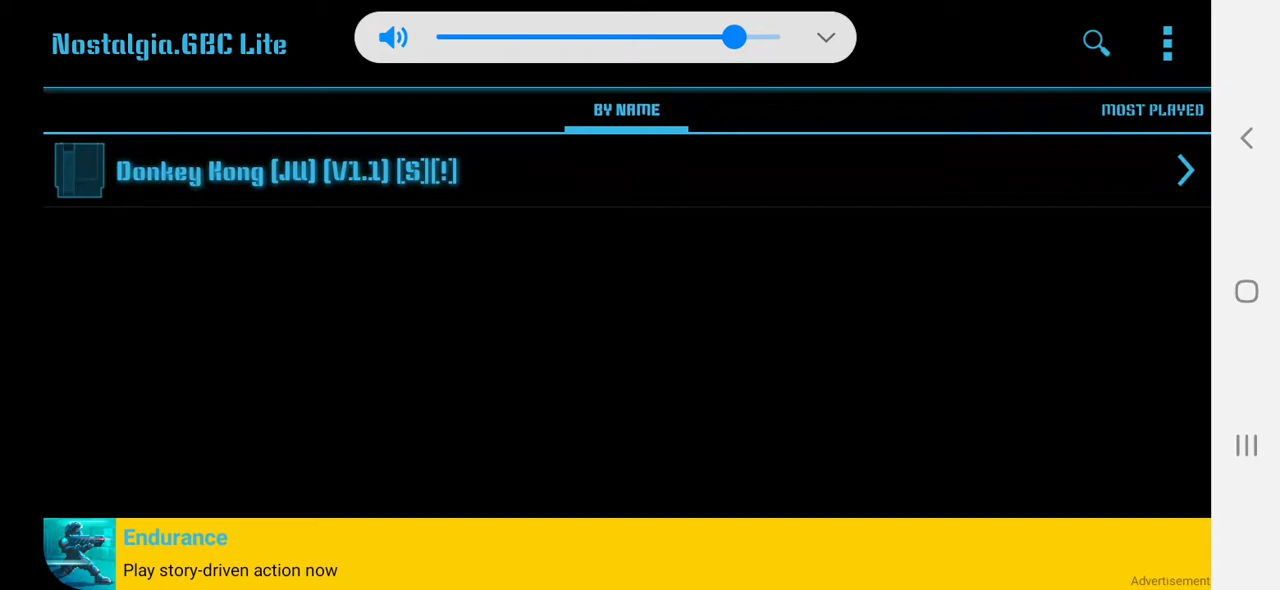 Nostalgia.GBC Lite
BY NAME
MOST PLAYED
Donkey Kong (JU) (V1.1) [S][!]
Endurance
Play story-driven action now
Advertisement